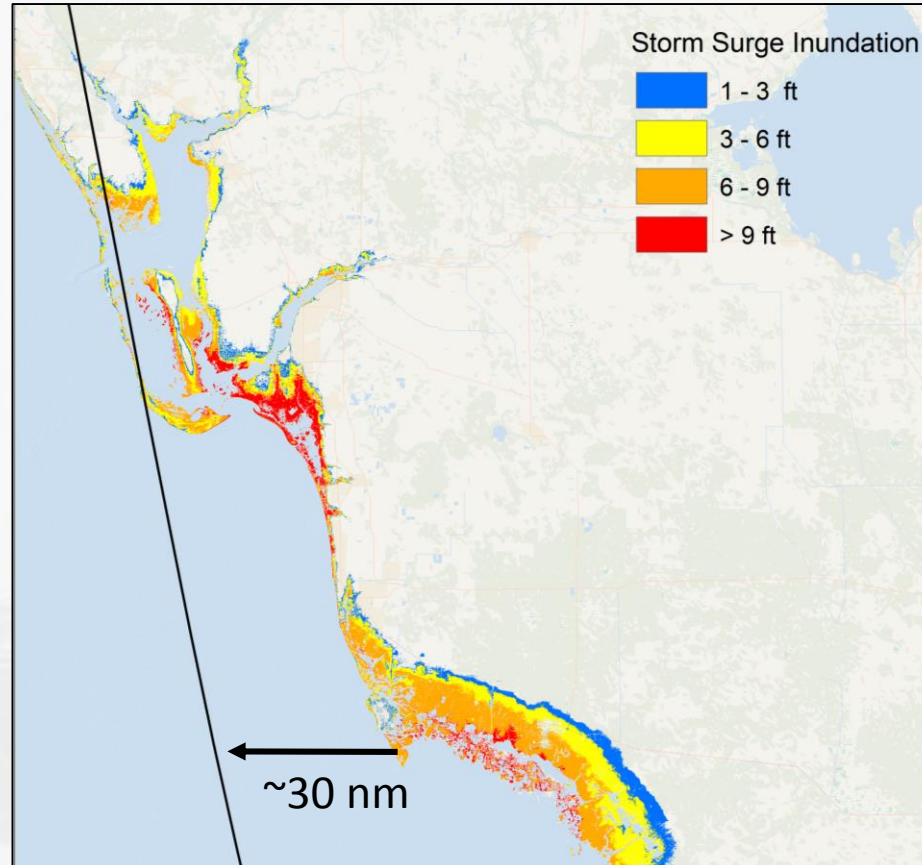 Storm Surge Inundation
1 - 3 ft
3 - 6 ft
6 - 9 ft
> 9 ft
~30 nm